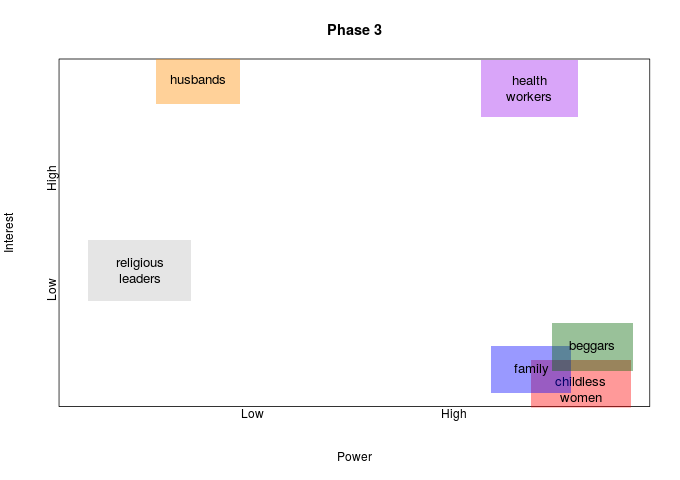 Phase 3
husbands
health
workers
High
Interest
religious
leaders
Low
beggars
family
childless
women
Low
High
Power